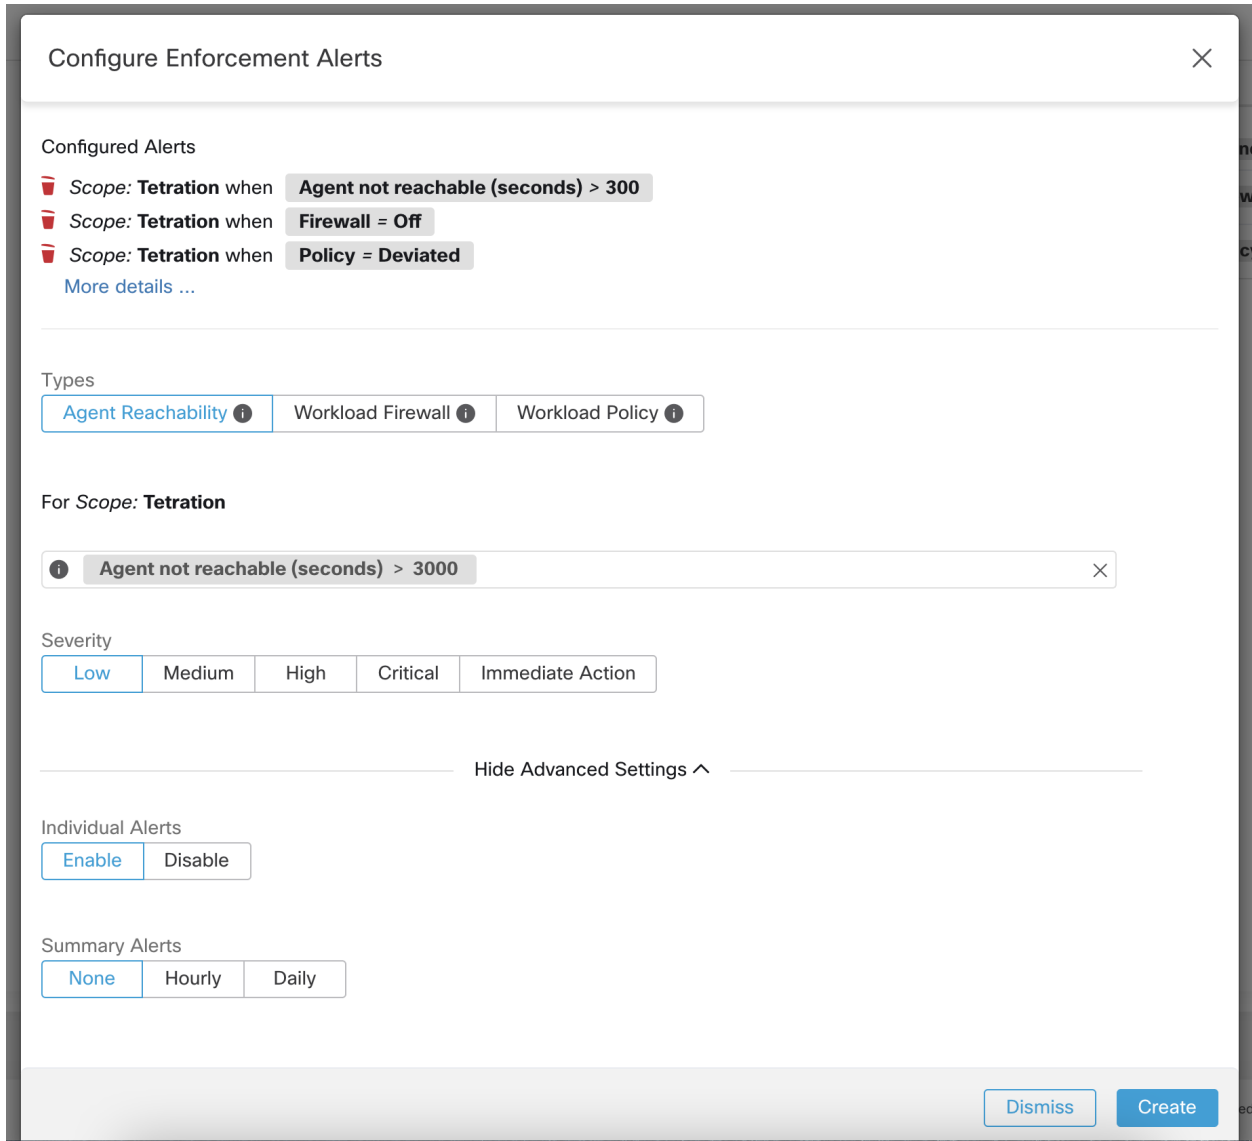 Configure Enforcement Alerts
Configured Alerts
Scope: Tetration when Agent not reachable (seconds) > 300
Scope: Tetration when Firewall = Off
Scope: Tetration when Policy = Deviated
More details ...
Types
Agent Reachability Workload Firewall Workload Policy
For Scope: Tetration
Agent not reachable (seconds) > 3000
Severity
Low Medium High Critical Immediate Action
Hide Advanced Settings
Individual Alerts
Enable Disable
Summary Alerts
None Hourly Daily
Dismiss Create